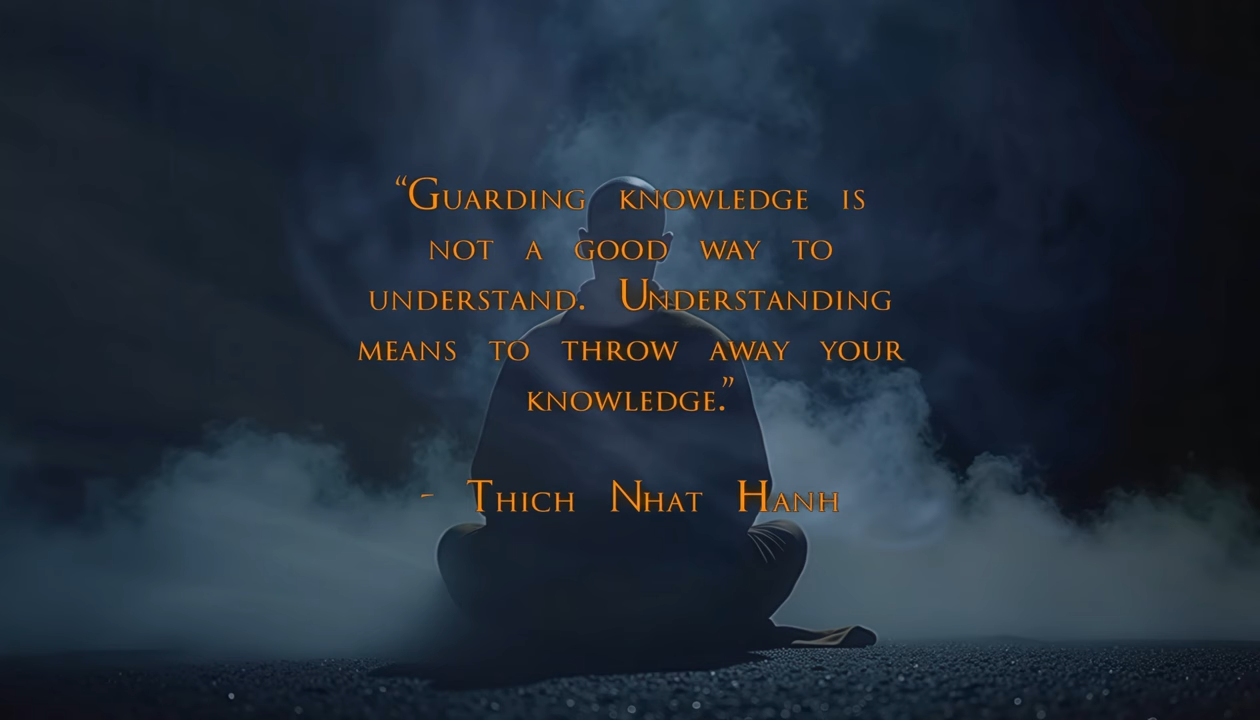 “Guarding knowledge is
not a good way to
understand. Understanding
means to throw away your
knowledge.”
- Thich Nhat Hanh